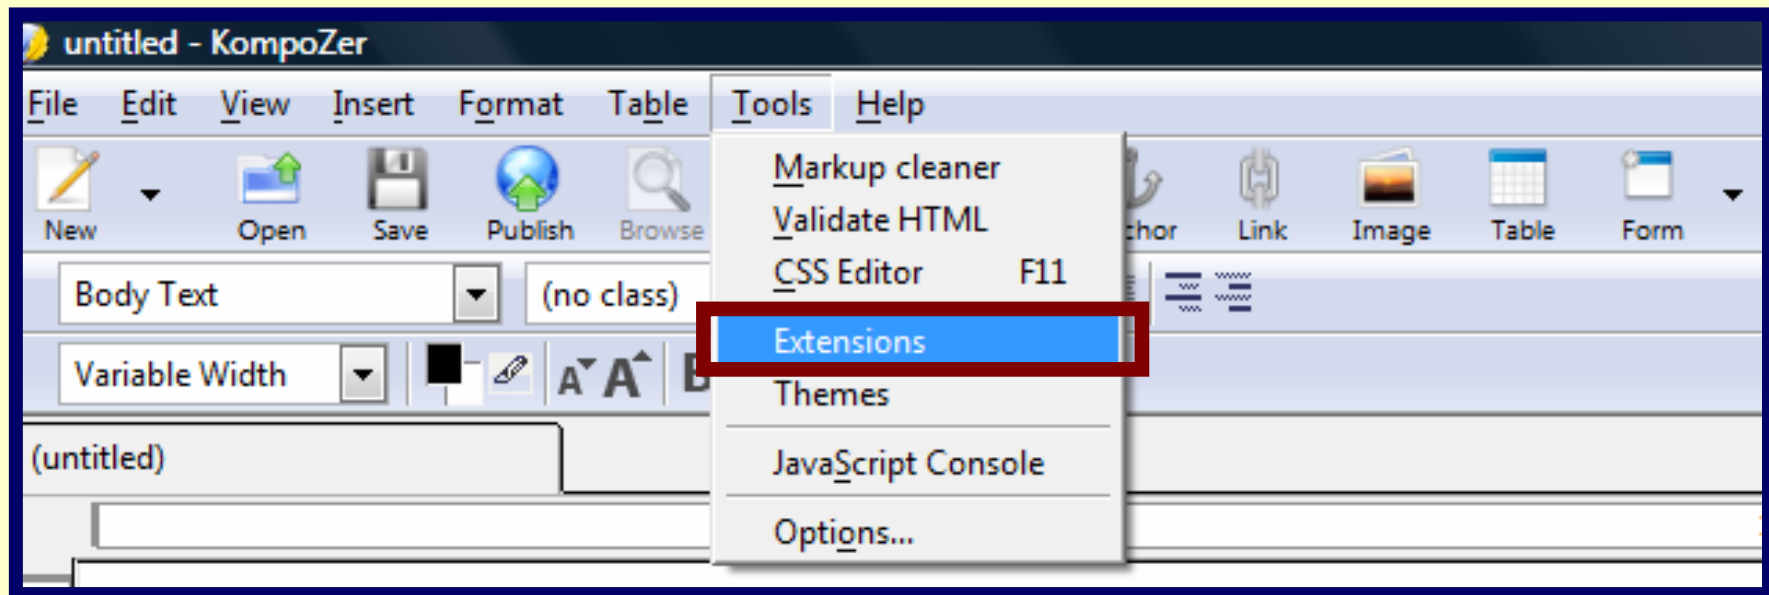 untitled - KompoZer
File Edit View Insert Format Table Tools Help
New Open Save Publish Browse chor Link Image Table Form
Markup cleaner
Validate HTML
CSS Editor F11
Extensions
Themes
JavaScript Console
Options...
Body Text (no class)
Variable Width A A B
(untitled)